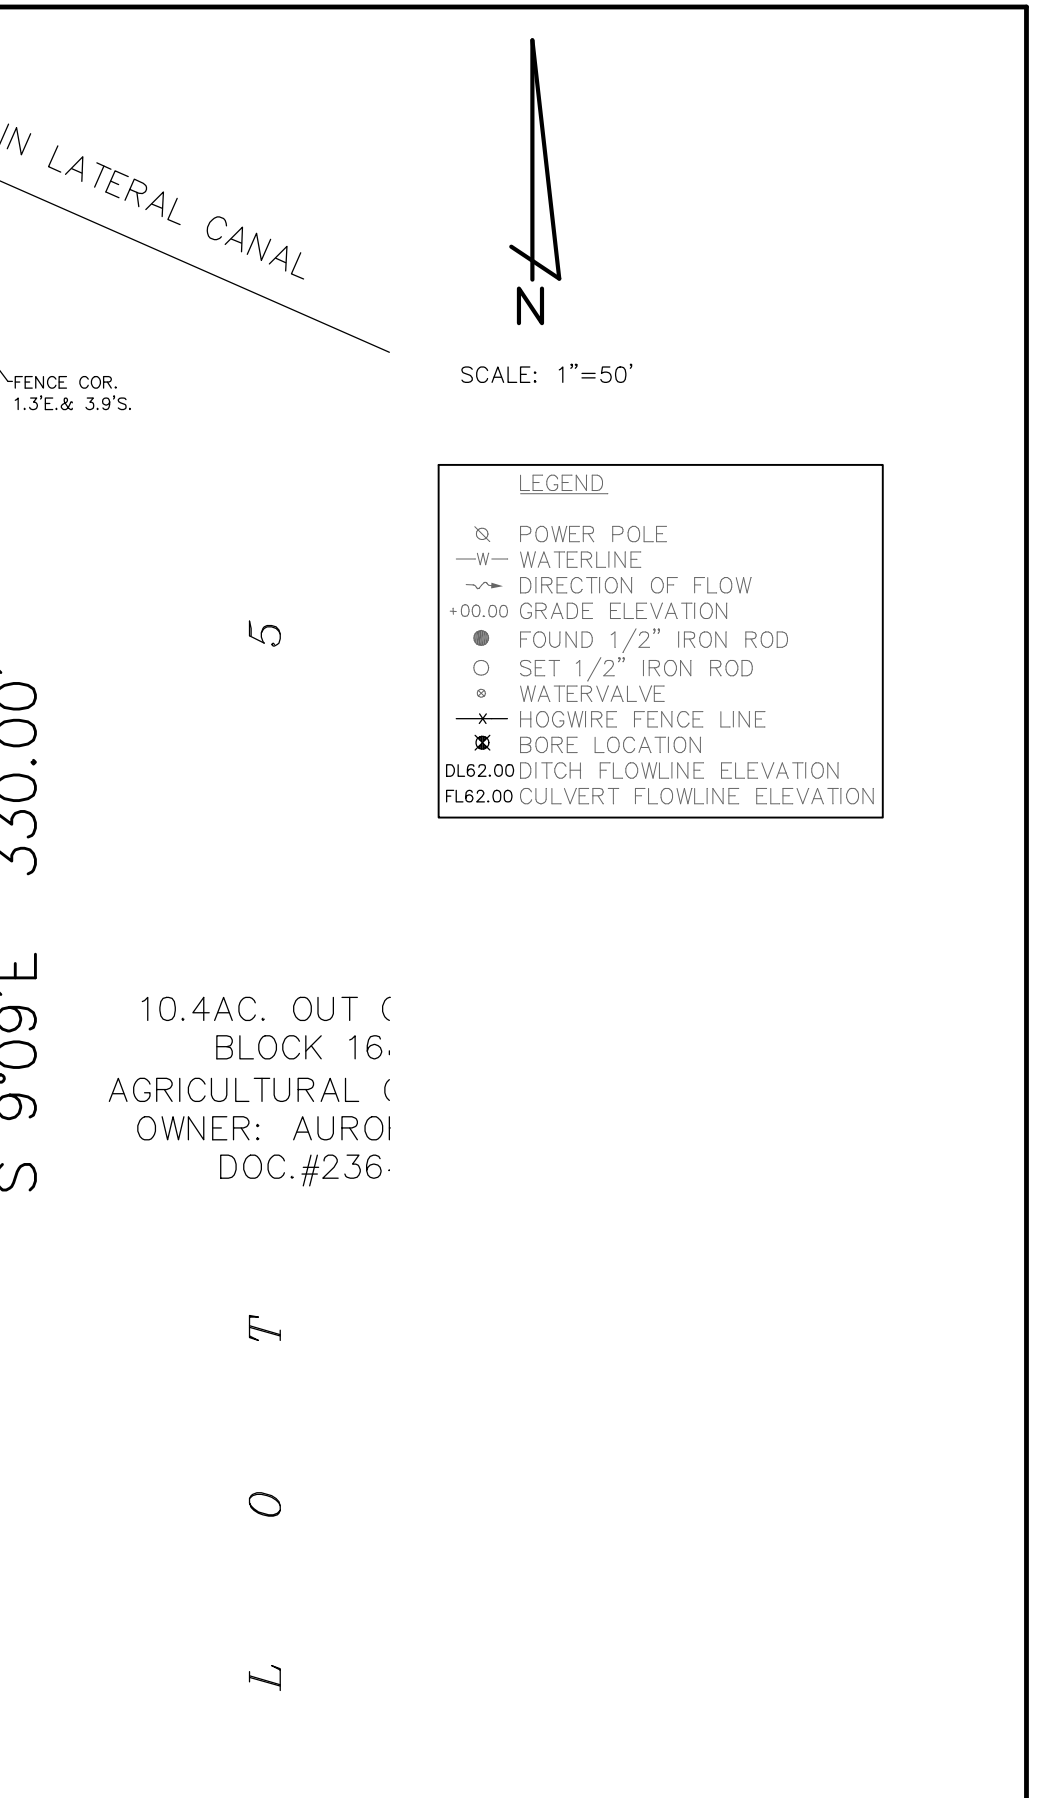 LATERAL CANAL
N
SCALE: 1"=50'
FENCE COR.
1.3'E.& 3.9'S.
LEGEND
POWER POLE
—W— WATERLINE
DIRECTION OF FLOW
+00.00 GRADE ELEVATION
FOUND 1/2" IRON ROD
SET 1/2" IRON ROD
WATERVALVE
—X— HOGWIRE FENCE LINE
BORE LOCATION
DL62.00 DITCH FLOWLINE ELEVATION
FL62.00 CULVERT FLOWLINE ELEVATION
S 9°09'E 330.00'
LOT 5
10.4AC. OUT
BLOCK
AGRICULTURAL
OWNER: